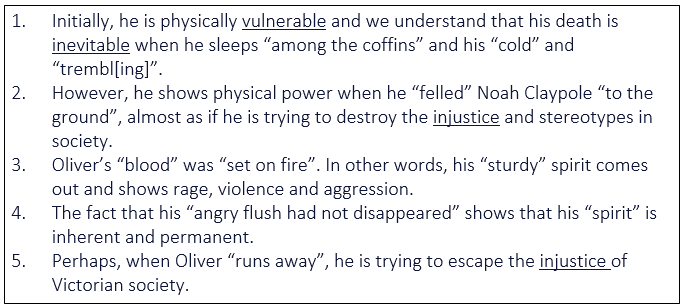 1. Initially, he is physically vulnerable and we understand that his death is
inevitable when he sleeps “among the coffins” and his “cold” and
“trembl[ing]”.
2. However, he shows physical power when he “felled” Noah Claypole “to the
ground”, almost as if he is trying to destroy the injustice and stereotypes in
society.
3. Oliver’s “blood” was “set on fire”. In other words, his “sturdy” spirit comes
out and shows rage, violence and aggression.
4. The fact that his “angry flush had not disappeared” shows that his “spirit” is
inherent and permanent.
5. Perhaps, when Oliver “runs away”, he is trying to escape the injustice of
Victorian society.